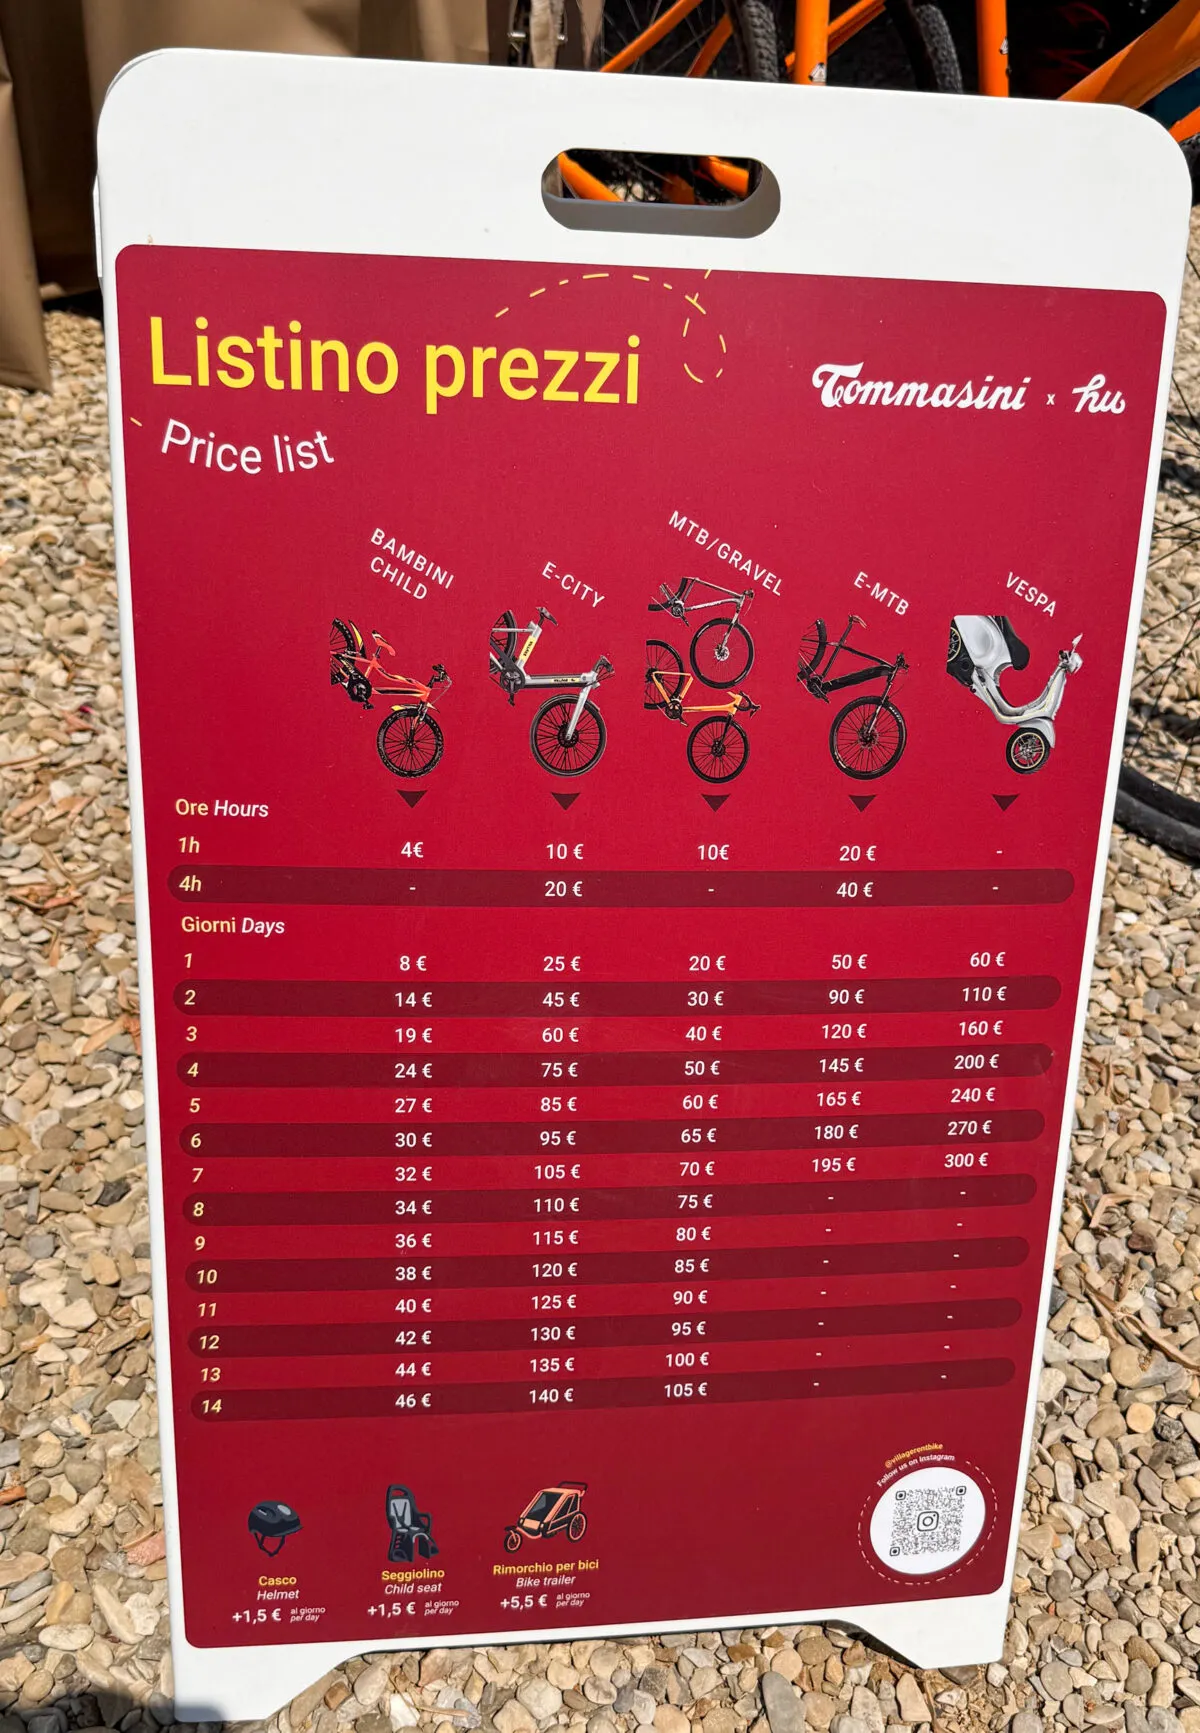 Listino prezzi
Price list
Tommasini x hu
BAMBINI
CHILD
E-CITY
MTB/GRAVEL
E-MTB
VESPA
Ore Hours
1h 4€ 10 € 10€ 20 € -
4h - 20 € - 40 € -
Giorni Days
1 8 € 25 € 20 € 50 € 60 €
2 14 € 45 € 30 € 90 € 110 €
3 19 € 60 € 40 € 120 € 160 €
4 24 € 75 € 50 € 145 € 200 €
5 27 € 85 € 60 € 165 € 240 €
6 30 € 95 € 65 € 180 € 270 €
7 32 € 105 € 70 € 195 € 300 €
8 34 € 110 € 75 € - -
9 36 € 115 € 80 € - -
10 38 € 120 € 85 € - -
11 40 € 125 € 90 € - -
12 42 € 130 € 95 € - -
13 44 € 135 € 100 € - -
14 46 € 140 € 105 € - -
Casco
Helmet
+1,5 € al giorno per day
Seggiolino
Child seat
+1,5 € al giorno per day
Rimorchio per bici
Bike trailer
+5,5 € al giorno per day
@villagerentbike
Follow us on Instagram